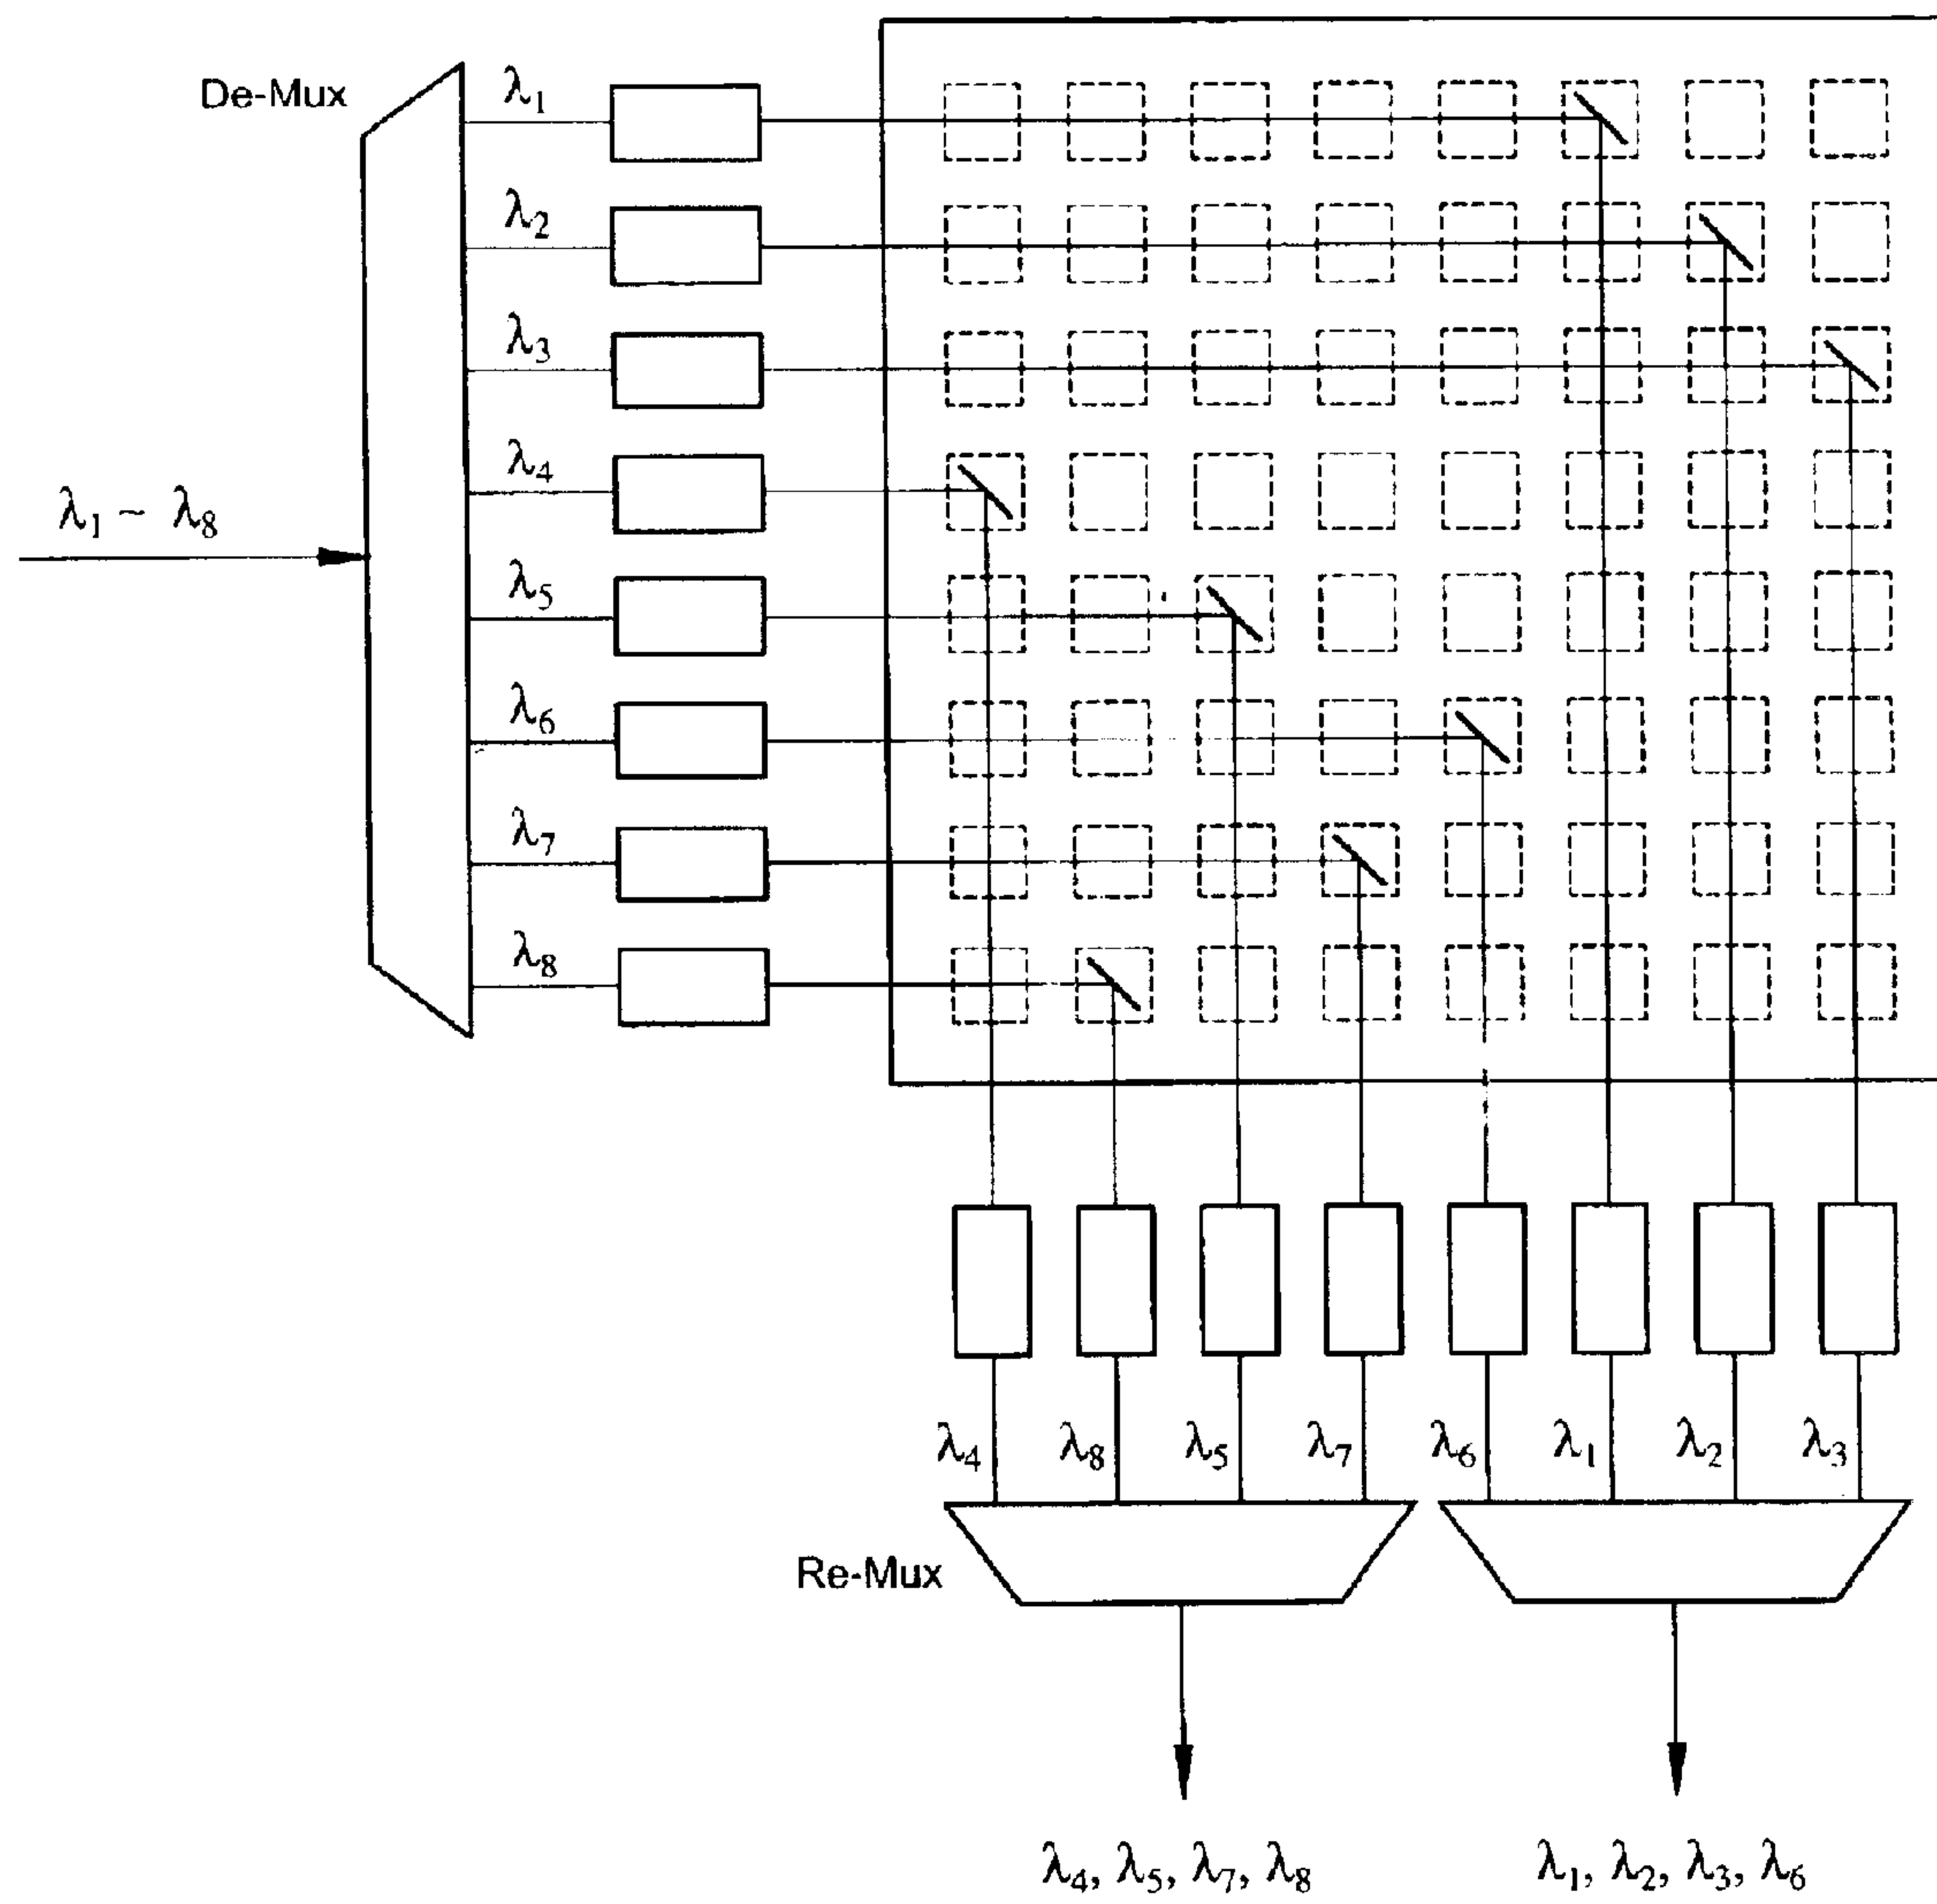 De-Mux
λ1
λ2
λ3
λ4
λ1 – λ8
λ5
λ6
λ7
λ8
λ4 λ8 λ5 λ7 λ6 λ1 λ2 λ3
Re-Mux
λ4, λ5, λ7, λ8
λ1, λ2, λ3, λ6